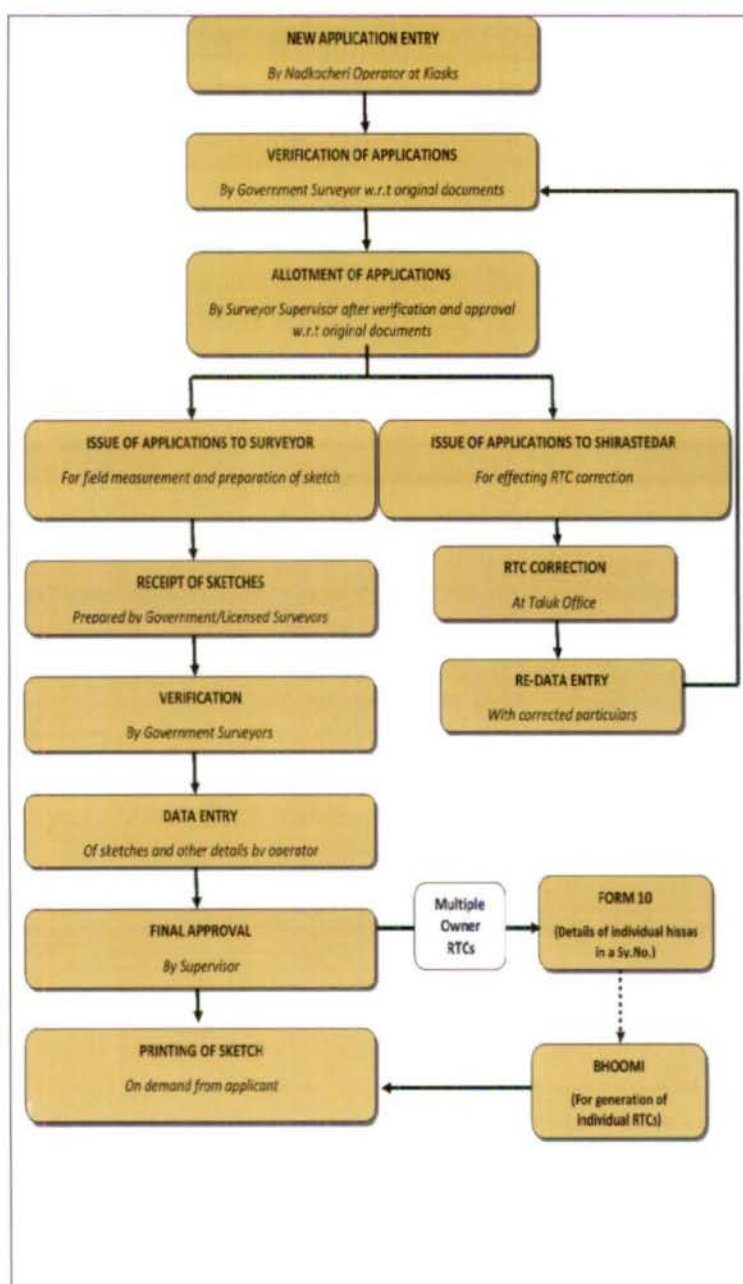 NEW APPLICATION ENTRY
By Nadkacheri Operator at Kiosks
VERIFICATION OF APPLICATIONS
By Government Surveyor w.r.t original documents
ALLOTMENT OF APPLICATIONS
By Surveyor Supervisor after verification and approval
w.r.t original documents
ISSUE OF APPLICATIONS TO SURVEYOR
For field measurement and preparation of sketch
ISSUE OF APPLICATIONS TO SHIRASTEDAR
For effecting RTC correction
RECEIPT OF SKETCHES
Prepared by Government/Licensed Surveyors
RTC CORRECTION
At Taluk Office
VERIFICATION
By Government Surveyors
RE-DATA ENTRY
With corrected particulars
DATA ENTRY
Of sketches and other details by operator
FINAL APPROVAL
By Supervisor
Multiple
Owner
RTCs
FORM 10
(Details of individual hissas
in a Sy.No.)
PRINTING OF SKETCH
On demand from applicant
BHOOMI
(For generation of
individual RTCs)